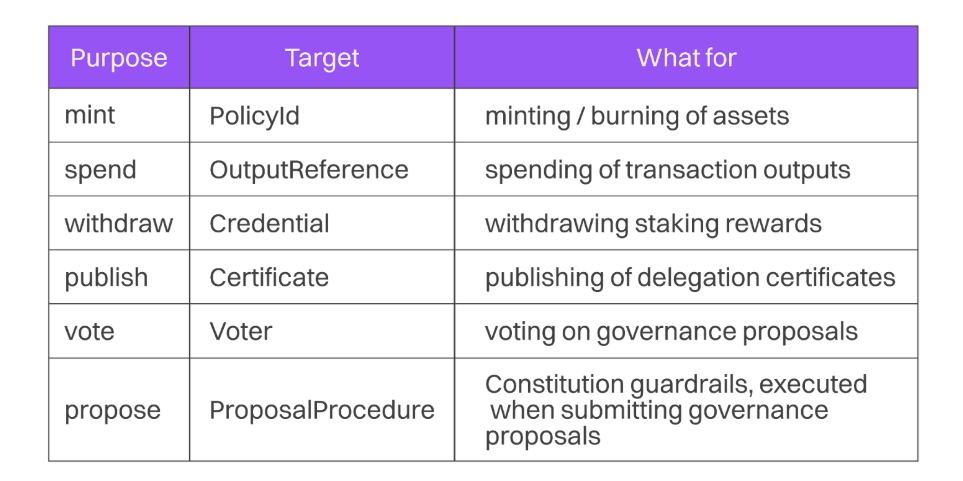 Purpose Target What for
mint PolicyId minting / burning of assets
spend OutputReference spending of transaction outputs
withdraw Credential withdrawing staking rewards
publish Certificate publishing of delegation certificates
vote Voter voting on governance proposals
propose ProposalProcedure Constitution guardrails, executed
when submitting governance
proposals